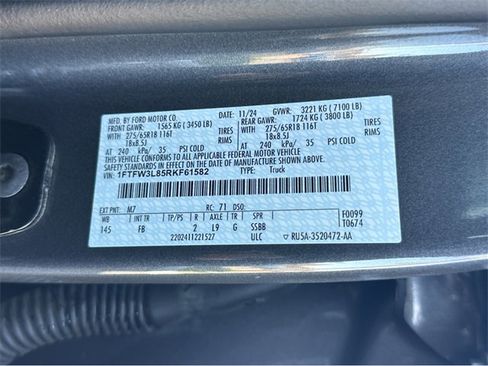 MFD. BY FORD MOTOR CO.
11/24 GVWR: 3221 KG (7100 LB)
FRONT GAWR: 1565 KG (3450 LB) REAR GAWR: 1724 KG (3800 LB)
275/65R18 116T TIRES 275/65R18 116T TIRES
18x8.5J RIMS 18x8.5J RIMS
AT 240 kPa/ 35 PSI COLD AT 240 kPa/ 35 PSI COLD
THIS VEHICLE CONFORMS TO ALL APPLICABLE FEDERAL MOTOR VEHICLE
SAFETY STANDARDS IN EFFECT ON THE DATE OF MANUFACTURE SHOWN ABOVE.
VIN: 1FTFW3L85RKF61582 TYPE: Truck
EXT PNT: M7 RC: 71 DSO:
WB INT TR TP/PS R AXLE TR SPR F0099
145 FB 2 L9 G SSBB T0674
2202411221527 ULC ▽ RU5A-3520472-AA